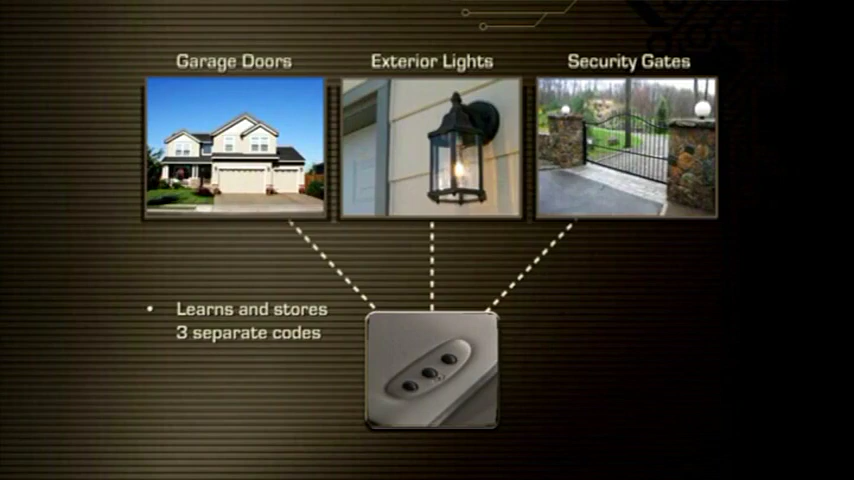 Garage Doors
Exterior Lights
Security Gates
• Learns and stores
3 separate codes